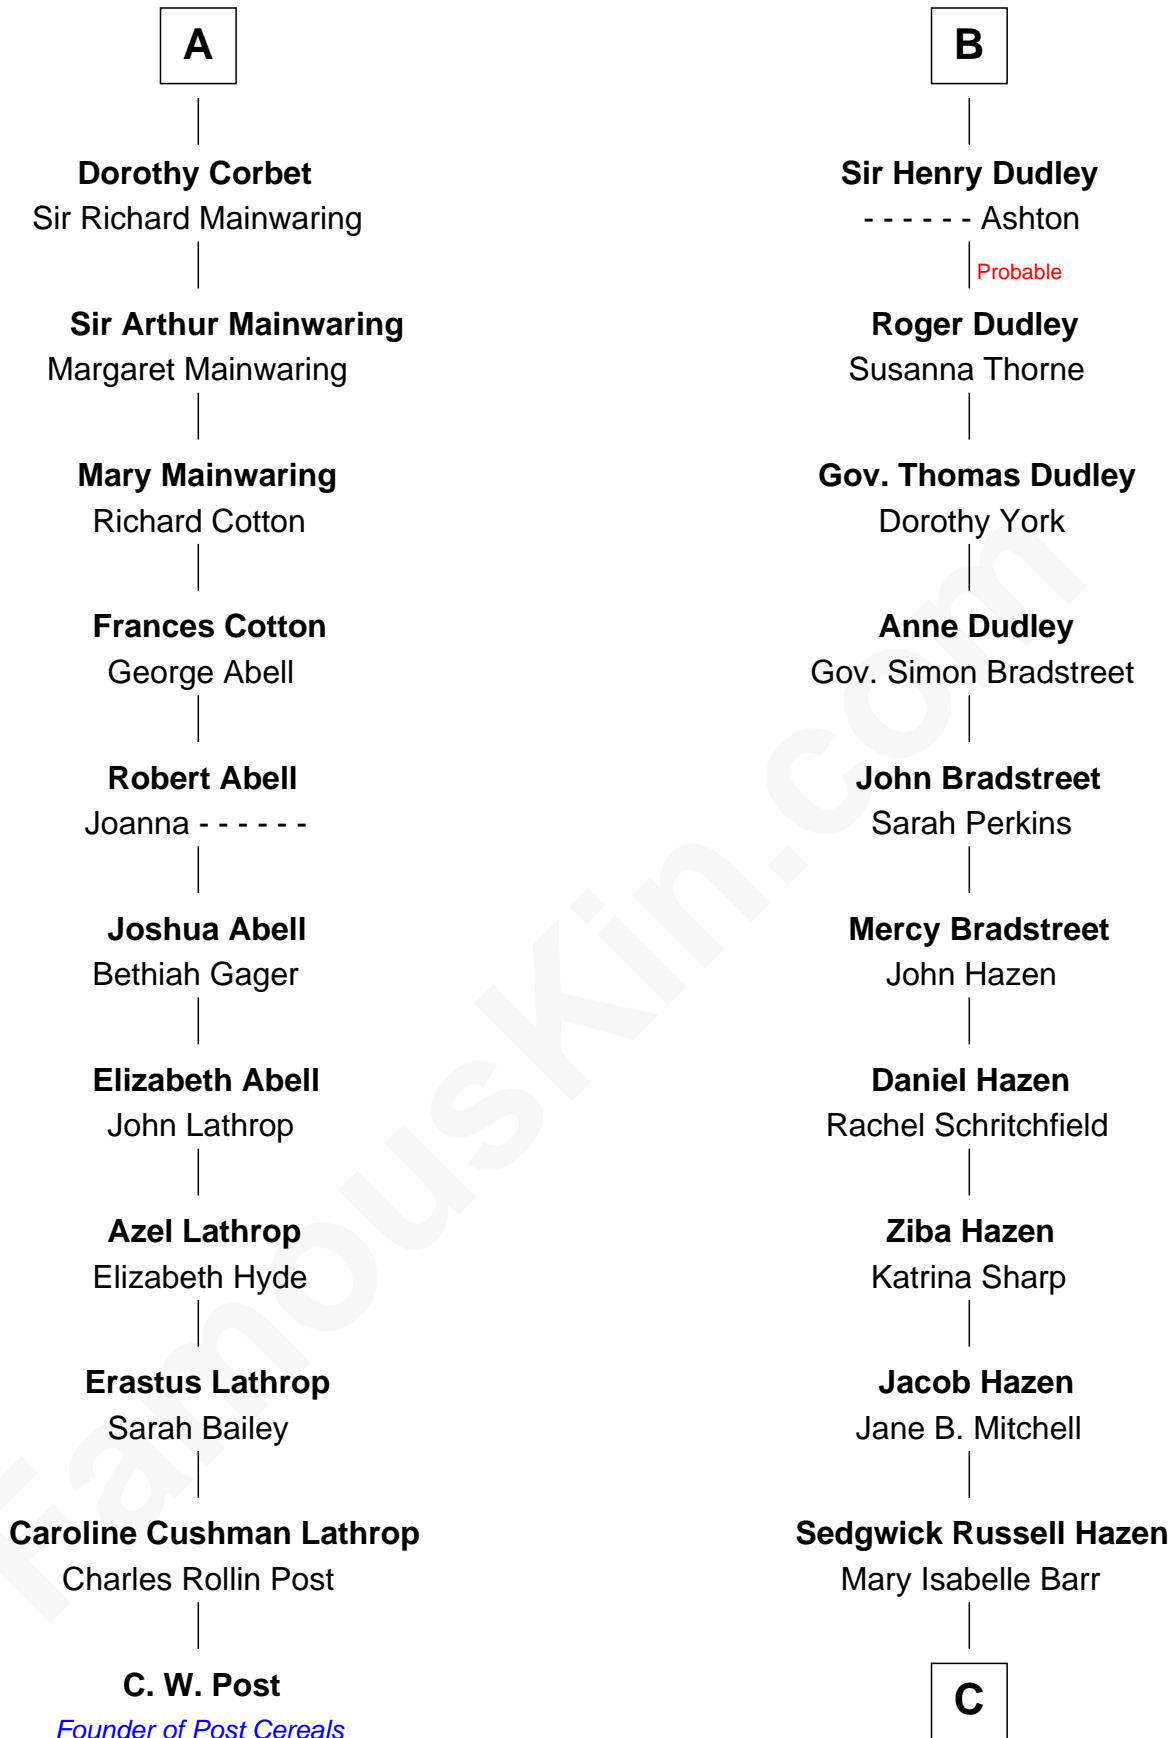 A
Dorothy Corbet
Sir Richard Mainwaring
Sir Arthur Mainwaring
Margaret Mainwaring
Mary Mainwaring
Richard Cotton
Frances Cotton
George Abell
Robert Abell
Joanna - - - - - -
Joshua Abell
Bethiah Gager
Elizabeth Abell
John Lathrop
Azel Lathrop
Elizabeth Hyde
Erastus Lathrop
Sarah Bailey
Caroline Cushman Lathrop
Charles Rollin Post
C. W. Post
Founder of Post Cereals
B
Sir Henry Dudley
- - - - - - Ashton
Probable
Roger Dudley
Susanna Thorne
Gov. Thomas Dudley
Dorothy York
Anne Dudley
Gov. Simon Bradstreet
John Bradstreet
Sarah Perkins
Mercy Bradstreet
John Hazen
Daniel Hazen
Rachel Schritchfield
Ziba Hazen
Katrina Sharp
Jacob Hazen
Jane B. Mitchell
Sedgwick Russell Hazen
Mary Isabelle Barr
C
FamousKin.com